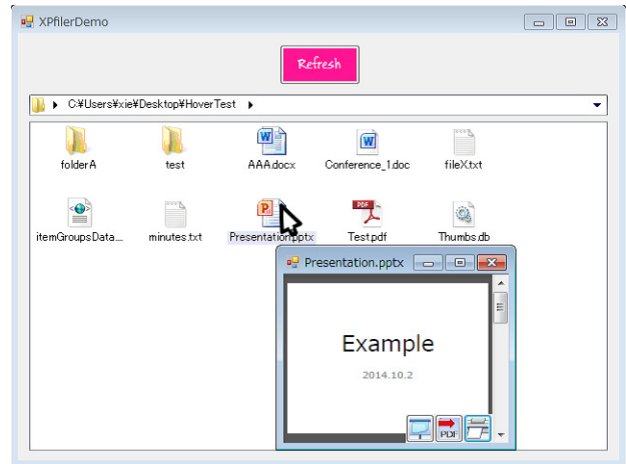 XPfilerDemo
Refresh
C:¥Users¥xie¥Desktop¥HoverTest
folderA test AAA.docx Conference_1.doc fileX.txt
itemGroupsData... minutes.txt Presentation.pptx Test.pdf Thumbs.db
Presentation.pptx
Example
2014.10.2
PDF